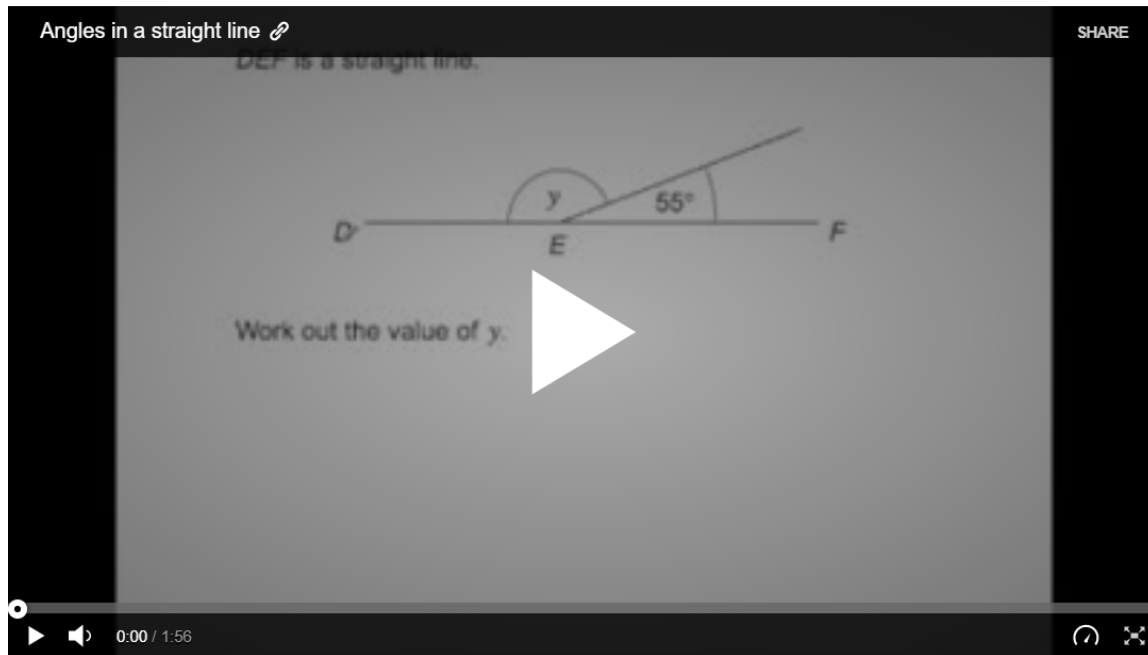 Angles in a straight line
SHARE
DEF is a straight line.
y
55°
D
E
F
Work out the value of y.
0:00 / 1:56